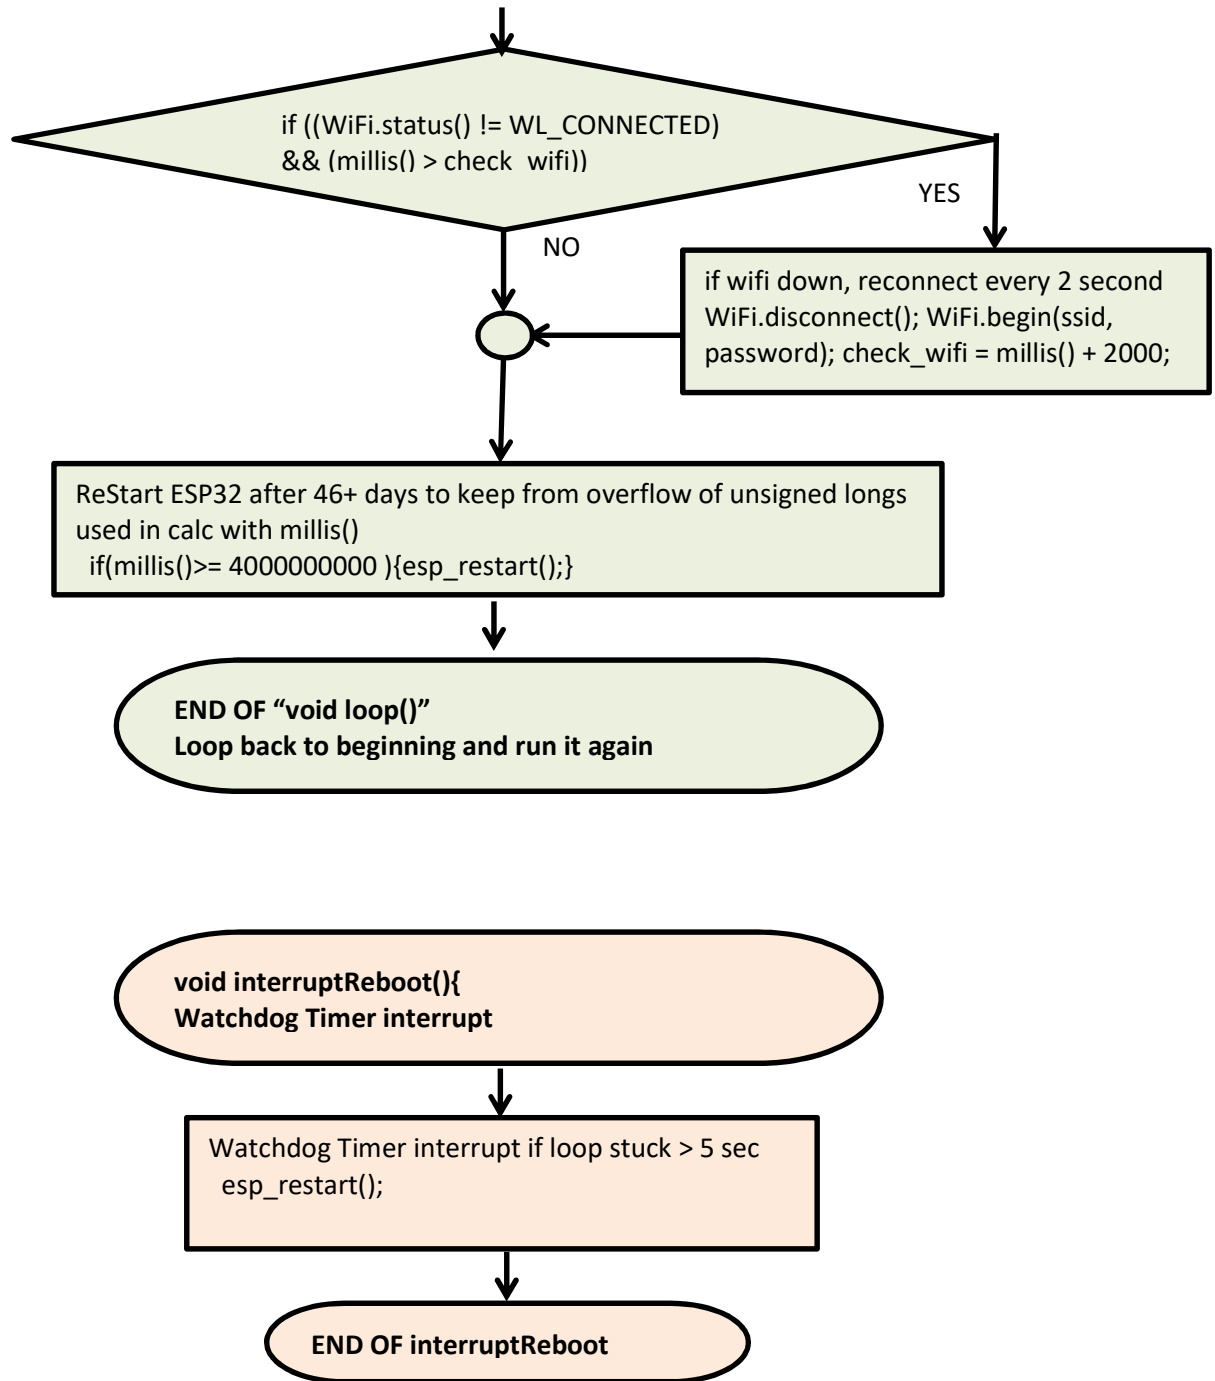 if ((WiFi.status() != WL_CONNECTED)
&& (millis() > check_wifi))
YES
NO
if wifi down, reconnect every 2 second
WiFi.disconnect(); WiFi.begin(ssid,
password); check_wifi = millis() + 2000;
ReStart ESP32 after 46+ days to keep from overflow of unsigned longs
used in calc with millis()
if(millis()>= 4000000000 ){esp_restart();}
END OF “void loop()”
Loop back to beginning and run it again
void interruptReboot(){
Watchdog Timer interrupt
Watchdog Timer interrupt if loop stuck > 5 sec
esp_restart();
END OF interruptReboot